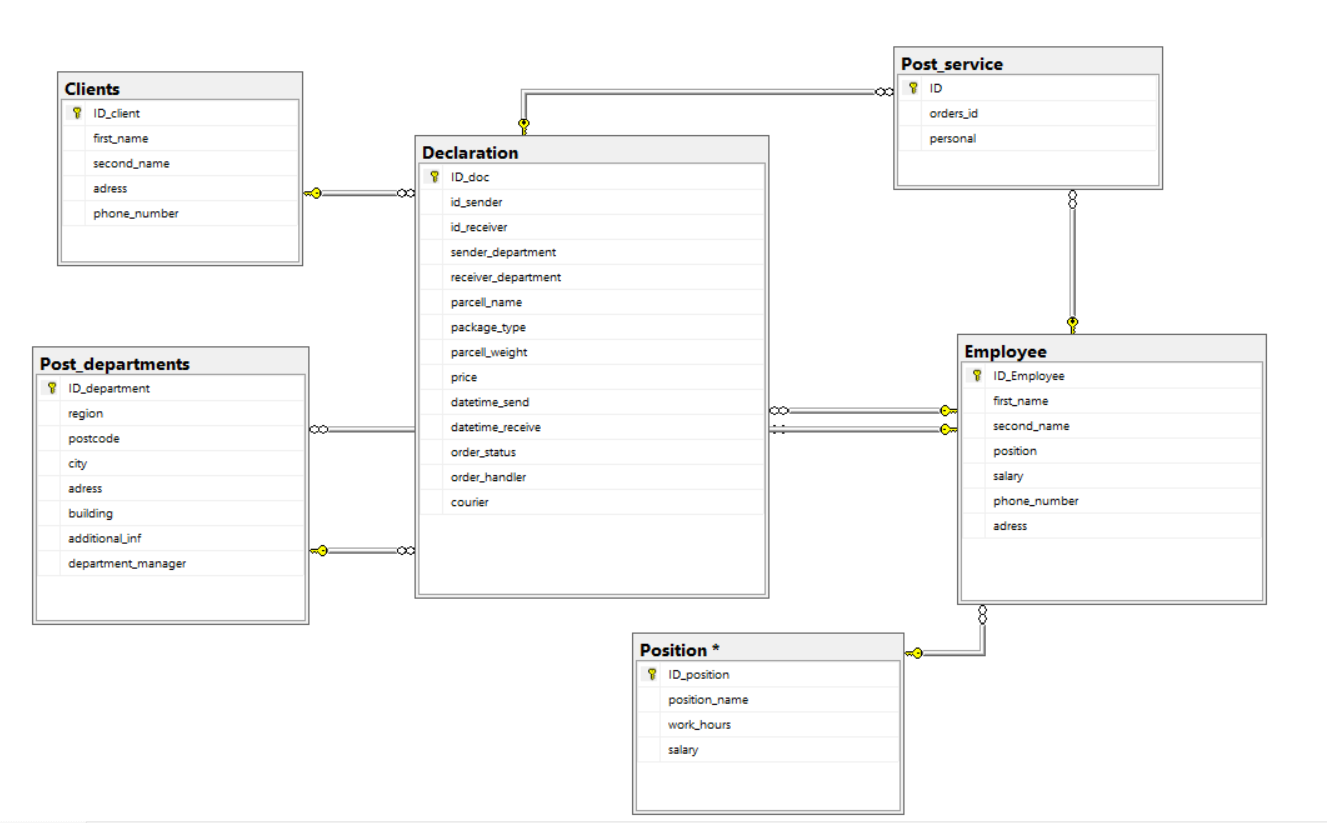 Clients
ID_client
first_name
second_name
adress
phone_number
Post_departments
ID_department
region
postcode
city
adress
building
additional_inf
department_manager
Declaration
ID_doc
id_sender
id_receiver
sender_department
receiver_department
parcell_name
package_type
parcell_weight
price
datetime_send
datetime_receive
order_status
order_handler
courier
Post_service
ID
orders_id
personal
Employee
ID_Employee
first_name
second_name
position
salary
phone_number
adress
Position *
ID_position
position_name
work_hours
salary